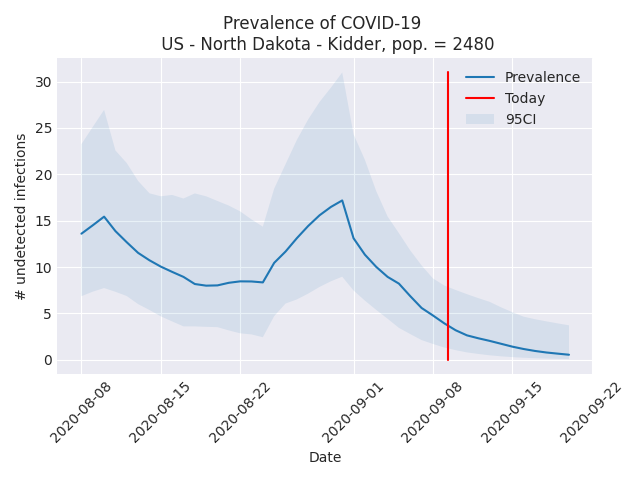 Prevalence of COVID-19
US - North Dakota - Kidder, pop. = 2480
Prevalence
Today
95CI
# undetected infections
30
25
20
15
10
5
0
2020-08-08
2020-08-15
2020-08-22
2020-09-01
2020-09-08
2020-09-15
2020-09-22
Date